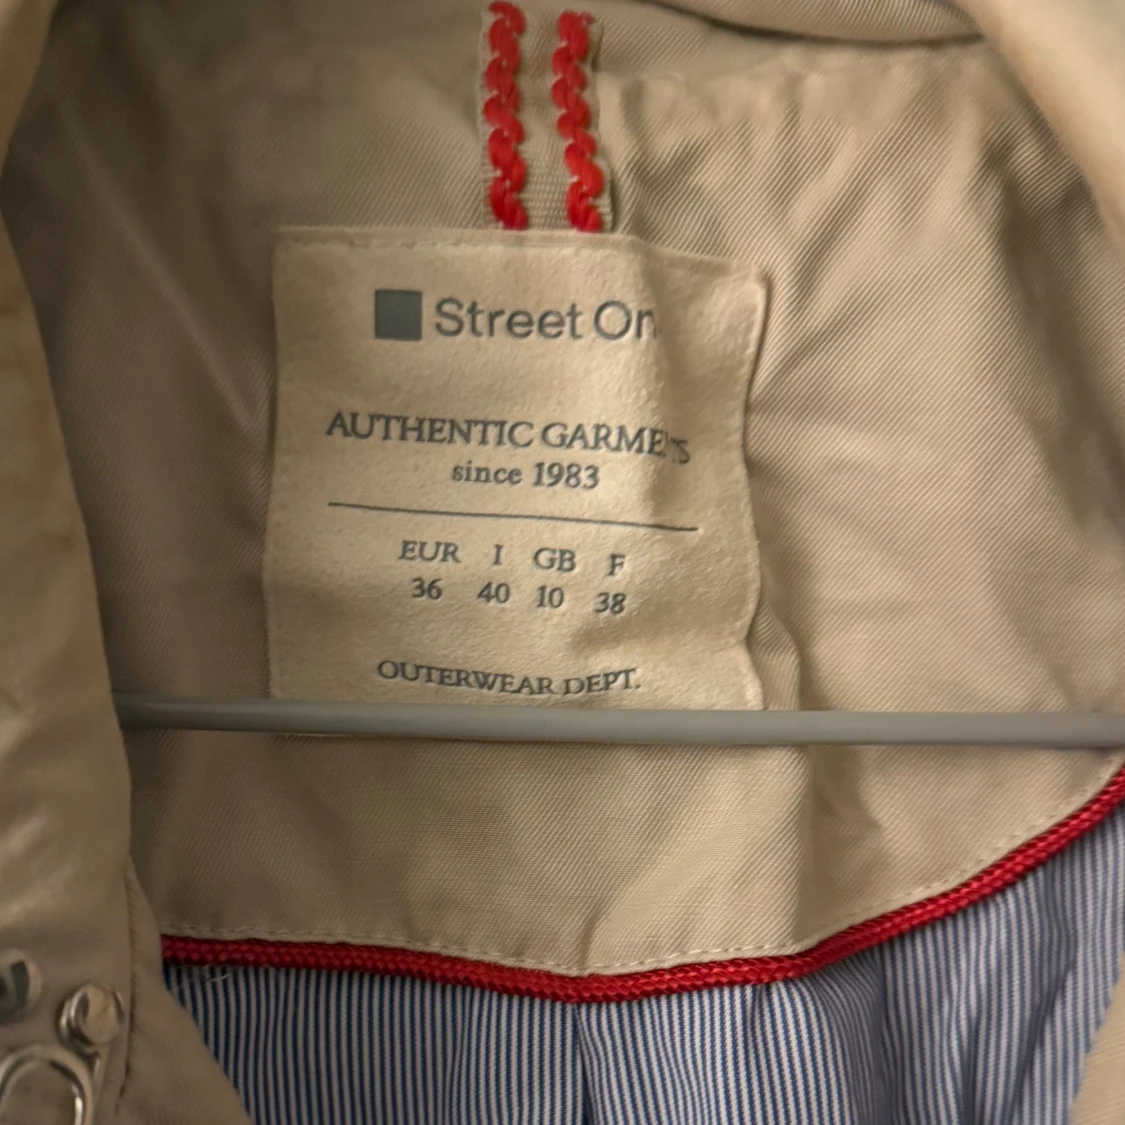 Street On
AUTHENTIC GARMENTS
since 1983
EUR I GB F
36 40 10 38
OUTERWEAR DEPT.